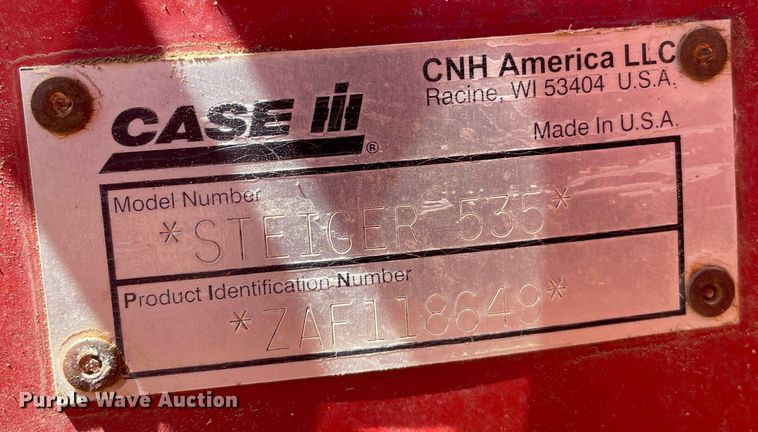 CNH America LLC
Racine, WI 53404 U.S.A.
CASE IH ®
Made In U.S.A.
Model Number
*STEIGER 535*
Product Identification Number
*ZAF118649*
Purple Wave Auction